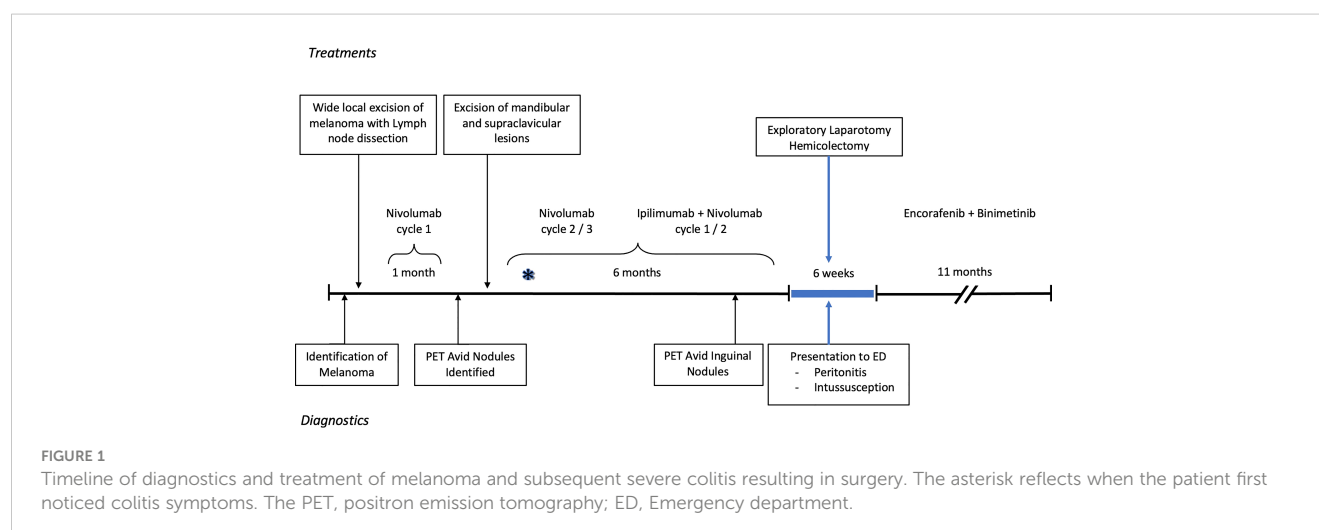 Treatments
Wide local excision of
melanoma with Lymph
node dissection
Excision of mandibular
and supraclavicular
lesions
Exploratory Laparotomy
Hemicolectomy
Nivolumab
cycle 1
Nivolumab
cycle 2 / 3
Ipilimumab + Nivolumab
cycle 1 / 2
Encorafenib + Binimetinib
1 month
*
6 months
6 weeks
11 months
Identification of
Melanoma
PET Avid Nodules
Identified
PET Avid Inguinal
Nodules
Presentation to ED
- Peritonitis
- Intussusception
Diagnostics
FIGURE 1
Timeline of diagnostics and treatment of melanoma and subsequent severe colitis resulting in surgery. The asterisk reflects when the patient first
noticed colitis symptoms. The PET, positron emission tomography; ED, Emergency department.